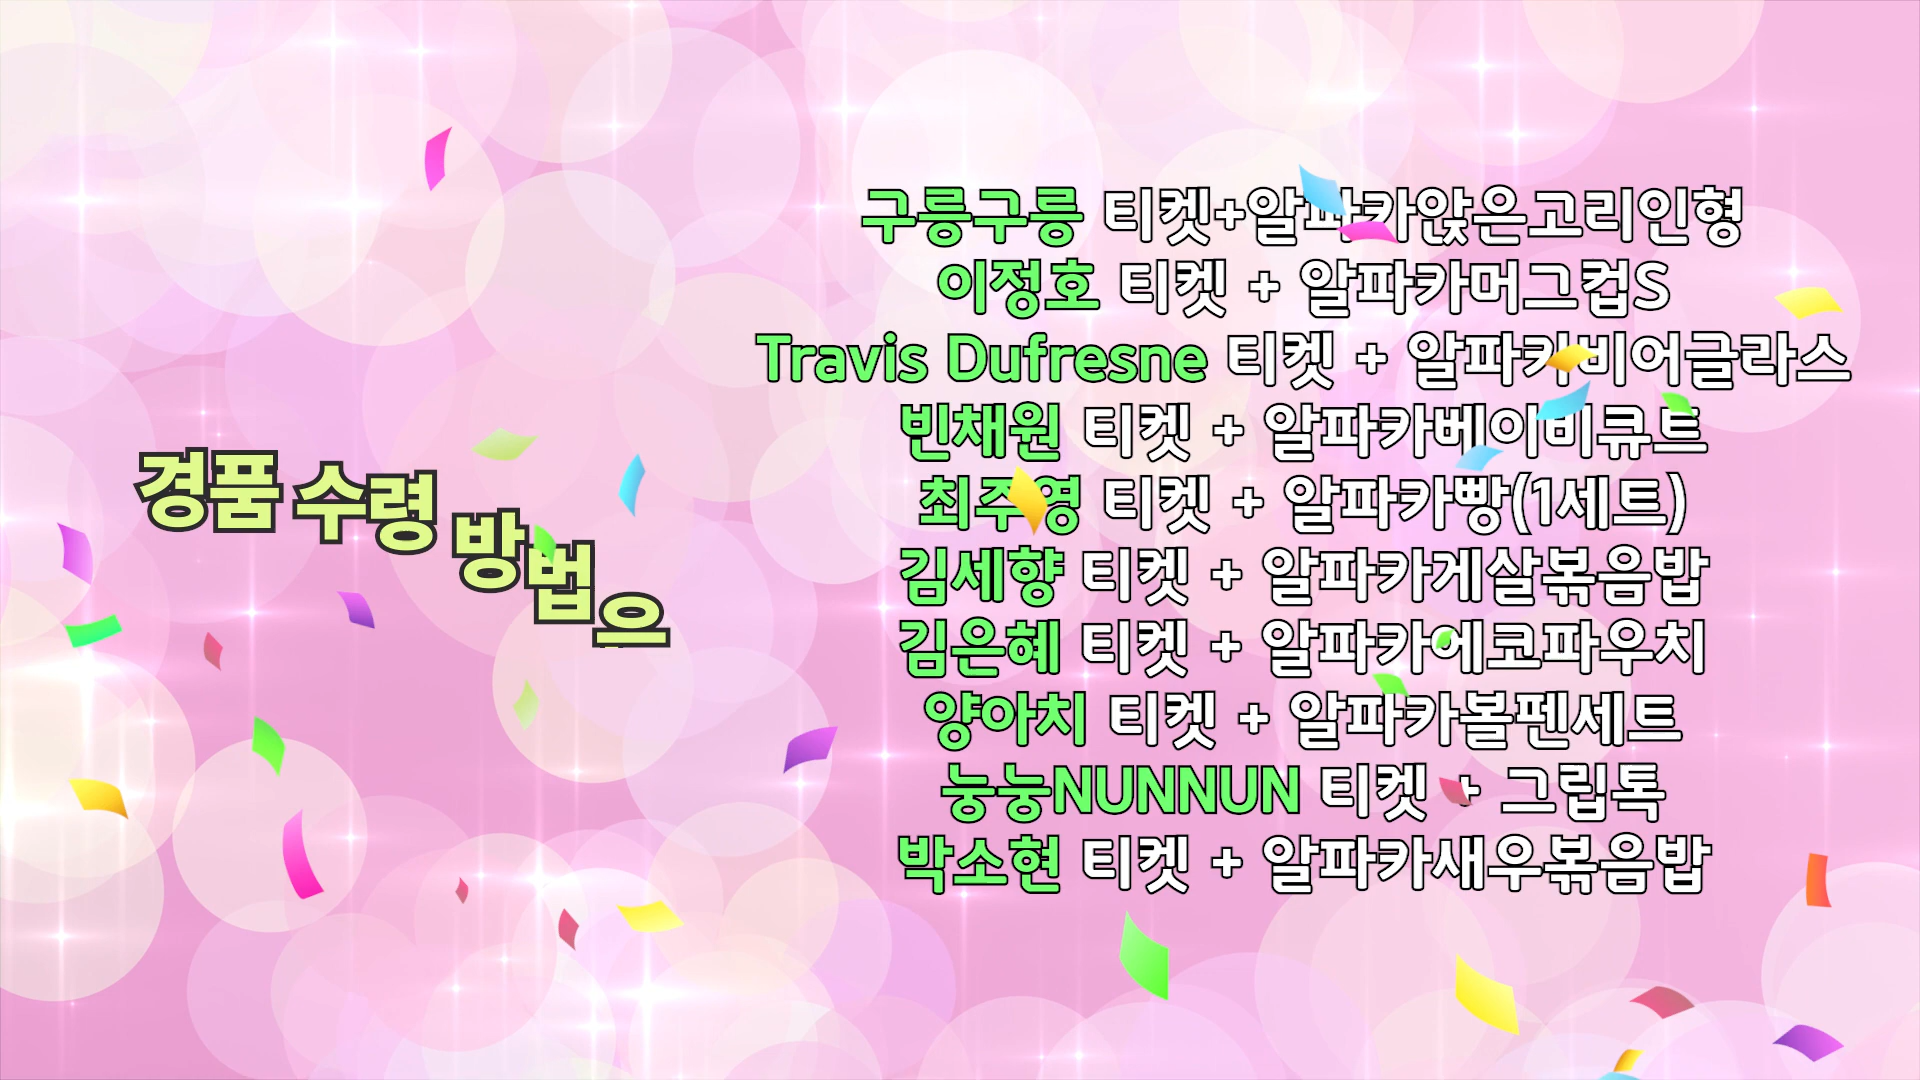 경품 수령 방법으
구릉구릉 티켓+알파카앉은고리인형
이정호 티켓 + 알파카머그컵S
Travis Dufresne 티켓 + 알파카비어글라스
빈채원 티켓 + 알파카베이비큐트
최주영 티켓 + 알파카빵(1세트)
김세향 티켓 + 알파카게살볶음밥
김은혜 티켓 + 알파카에코파우치
양아치 티켓 + 알파카볼펜세트
눙눙NUNNUN 티켓 + 그립톡
박소현 티켓 + 알파카새우볶음밥